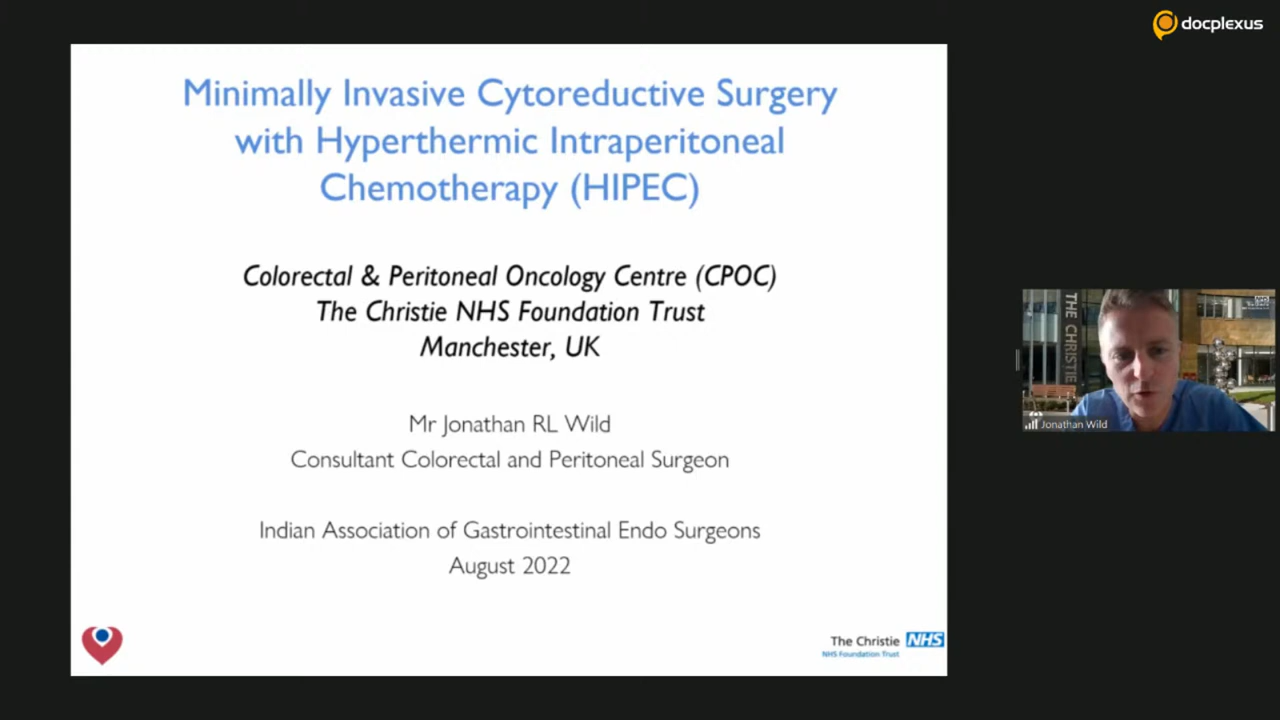 docplexus
Minimally Invasive Cytoreductive Surgery
with Hyperthermic Intraperitoneal
Chemotherapy (HIPEC)
Colorectal & Peritoneal Oncology Centre (CPOC)
The Christie NHS Foundation Trust
Manchester, UK
Mr Jonathan RL Wild
Consultant Colorectal and Peritoneal Surgeon
Indian Association of Gastrointestinal Endo Surgeons
August 2022
The Christie NHS
NHS Foundation Trust
THE CHRISTIE
NHS
Jonathan Wild